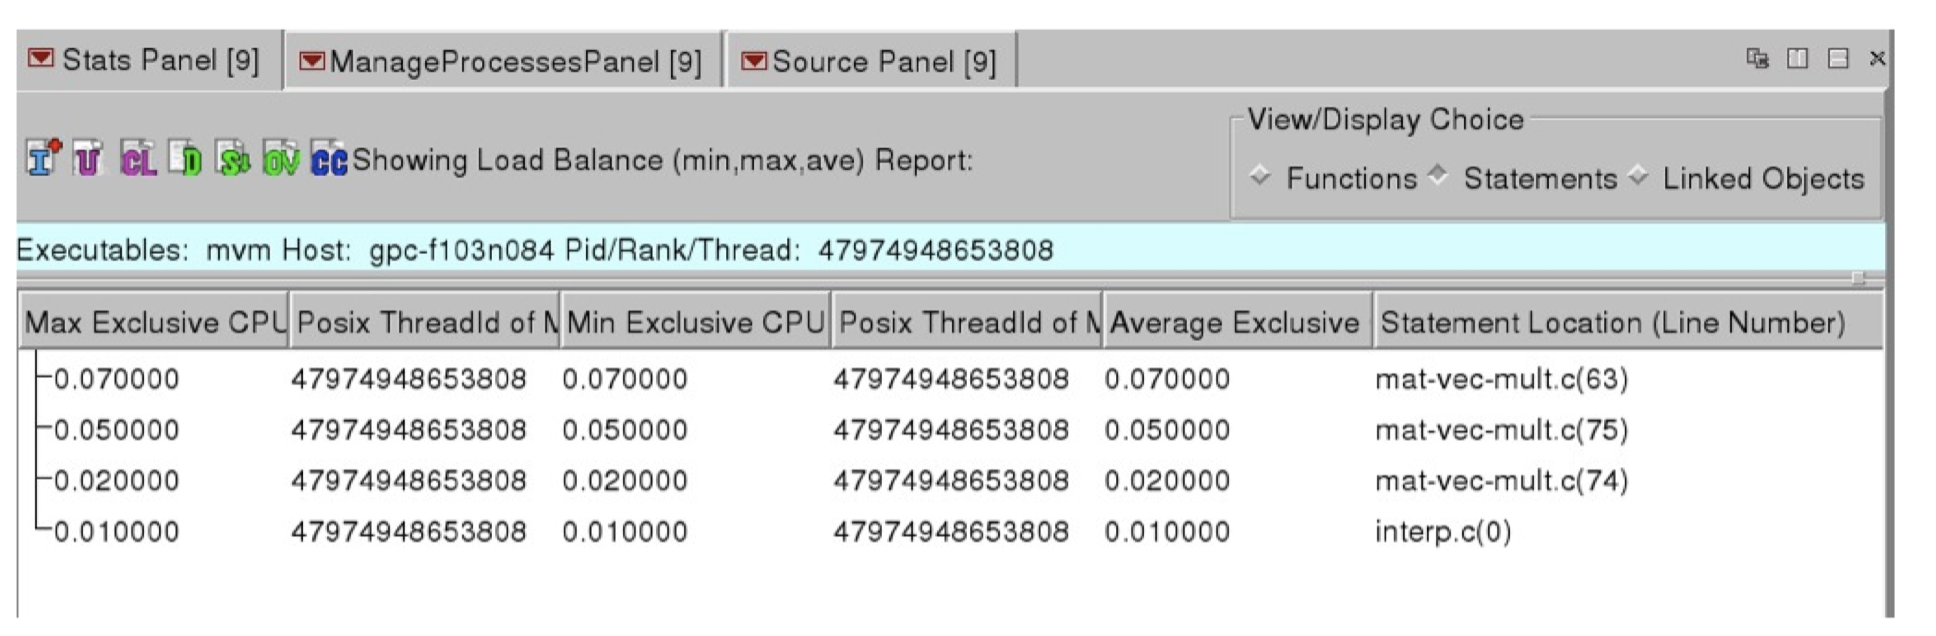 Stats Panel [9] ManageProcessesPanel [9] Source Panel [9]
View/Display Choice
I U CL D S OV CC Showing Load Balance (min,max,ave) Report:
Functions Statements Linked Objects
Executables: mvm Host: gpc-f103n084 Pid/Rank/Thread: 47974948653808
Max Exclusive CPU Posix ThreadId of M Min Exclusive CPU Posix ThreadId of M Average Exclusive Statement Location (Line Number)
0.070000 47974948653808 0.070000 47974948653808 0.070000 mat-vec-mult.c(63)
0.050000 47974948653808 0.050000 47974948653808 0.050000 mat-vec-mult.c(75)
0.020000 47974948653808 0.020000 47974948653808 0.020000 mat-vec-mult.c(74)
0.010000 47974948653808 0.010000 47974948653808 0.010000 interp.c(0)